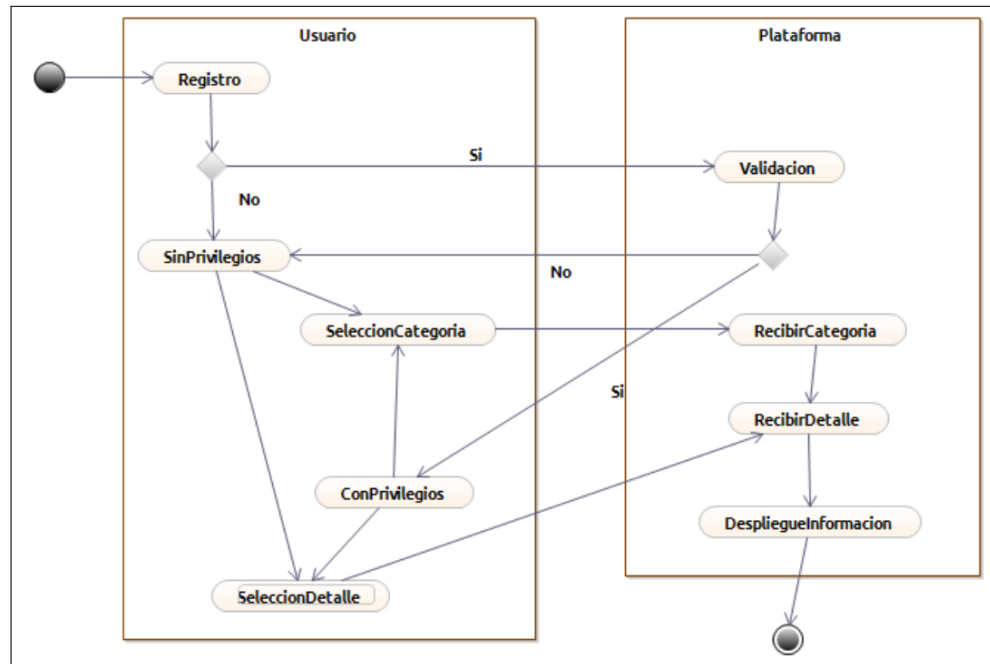 Usuario
Plataforma
Registro
Si
Validacion
No
SinPrivilegios
No
SeleccionCategoria
RecibirCategoria
Si
RecibirDetalle
ConPrivilegios
DespliegueInformacion
SeleccionDetalle